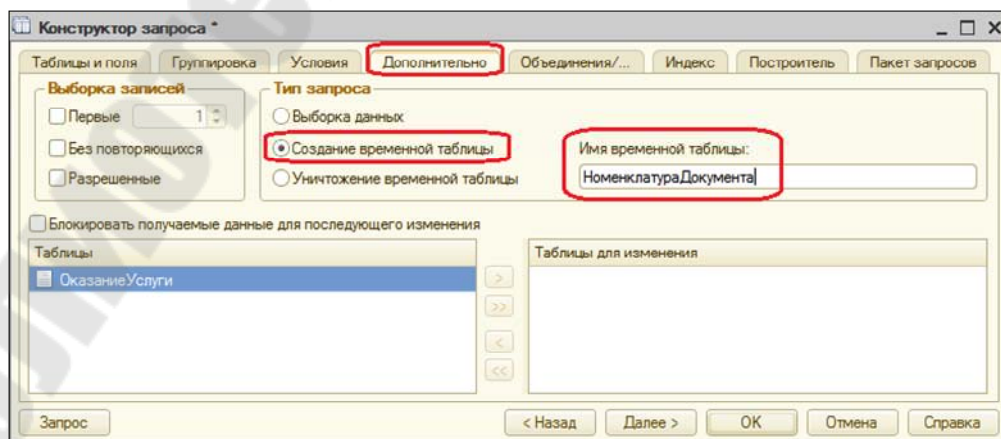 Конструктор запроса *
Таблицы и поля Группировка Условия Дополнительно Объединения/... Индекс Построитель Пакет запросов
Выборка записей Тип запроса
Первые 1 Выборка данных
Без повторяющихся Создание временной таблицы Имя временной таблицы:
Разрешенные Уничтожение временной таблицы НоменклатураДокумента
Блокировать получаемые данные для последующего изменения
Таблицы Таблицы для изменения
ОказаниеУслуги
>
>>
<
<<
Запрос < Назад Далее > OK Отмена Справка